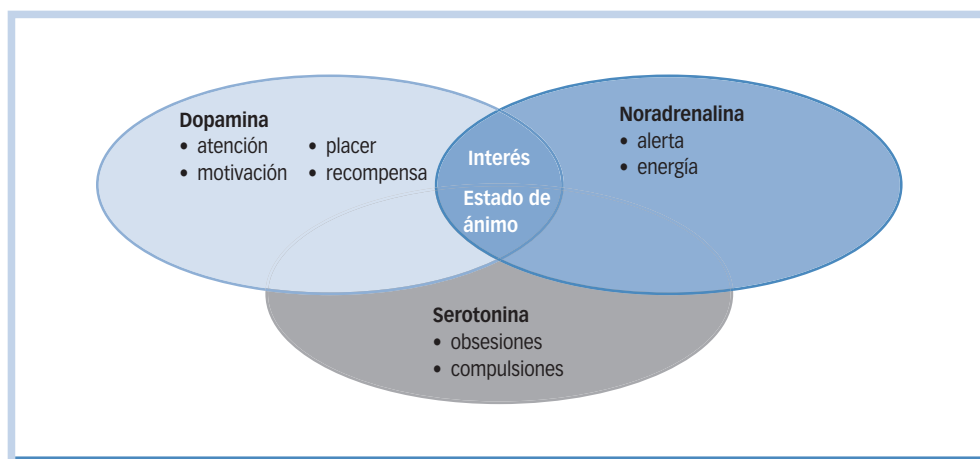 Dopamina
• atención
• motivación
• placer
• recompensa
Interés
Estado de
ánimo
Noradrenalina
• alerta
• energía
Serotonina
• obsesiones
• compulsiones